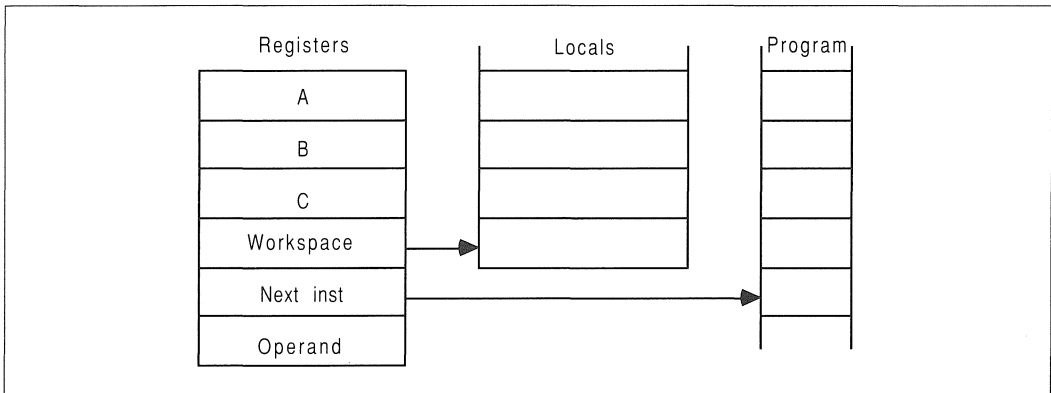 Registers
Locals
Program
A
B
C
Workspace
Next inst
Operand